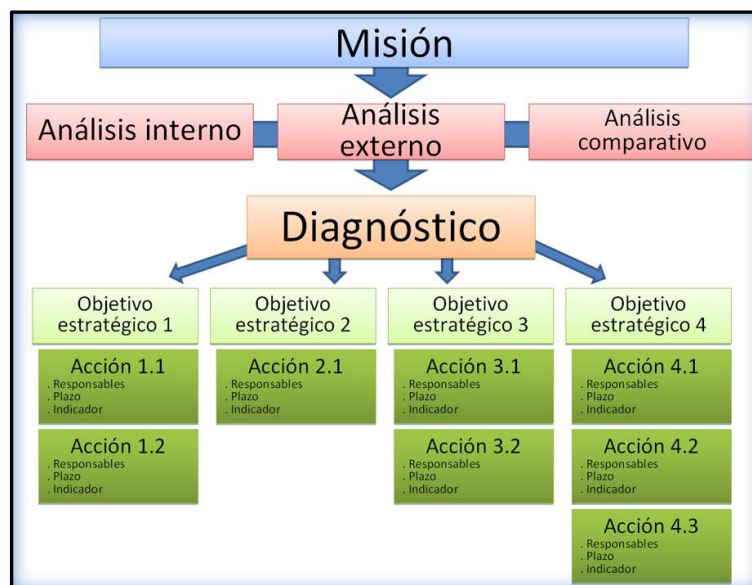 Misión
Análisis interno
Análisis
externo
Análisis
comparativo
Diagnóstico
Objetivo
estratégico 1
Objetivo
estratégico 2
Objetivo
estratégico 3
Objetivo
estratégico 4
Acción 1.1
. Responsables
. Plazo
. Indicador
Acción 2.1
. Responsables
. Plazo
. Indicador
Acción 3.1
. Responsables
. Plazo
. Indicador
Acción 4.1
. Responsables
. Plazo
. Indicador
Acción 1.2
. Responsables
. Plazo
. Indicador
Acción 3.2
. Responsables
. Plazo
. Indicador
Acción 4.2
. Responsables
. Plazo
. Indicador
Acción 4.3
. Responsables
. Plazo
. Indicador